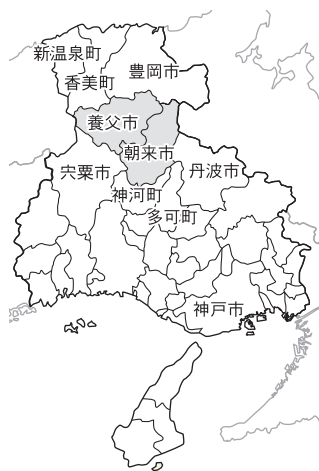 新温泉町
豊岡市
香美町
養父市
朝来市
宍粟市
丹波市
神河町
多可町
神戸市